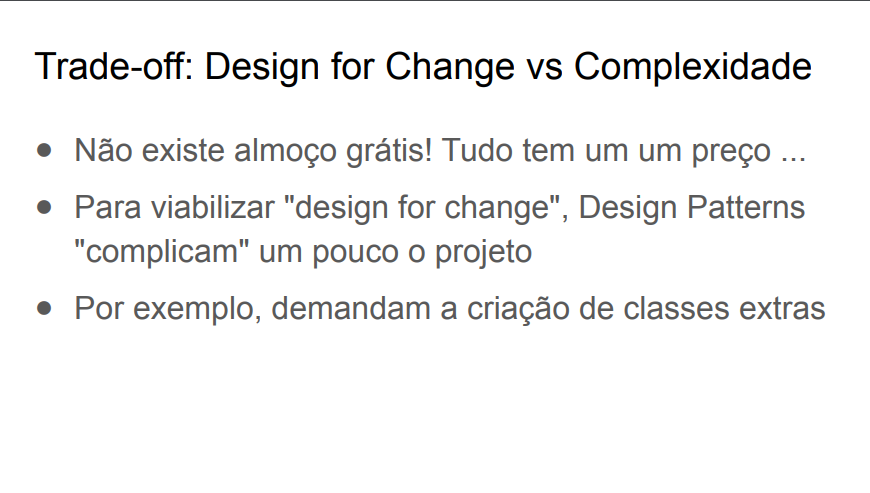 Trade-off: Design for Change vs Complexidade
● Não existe almoço grátis! Tudo tem um um preço ...
● Para viabilizar "design for change", Design Patterns
"complicam" um pouco o projeto
● Por exemplo, demandam a criação de classes extras